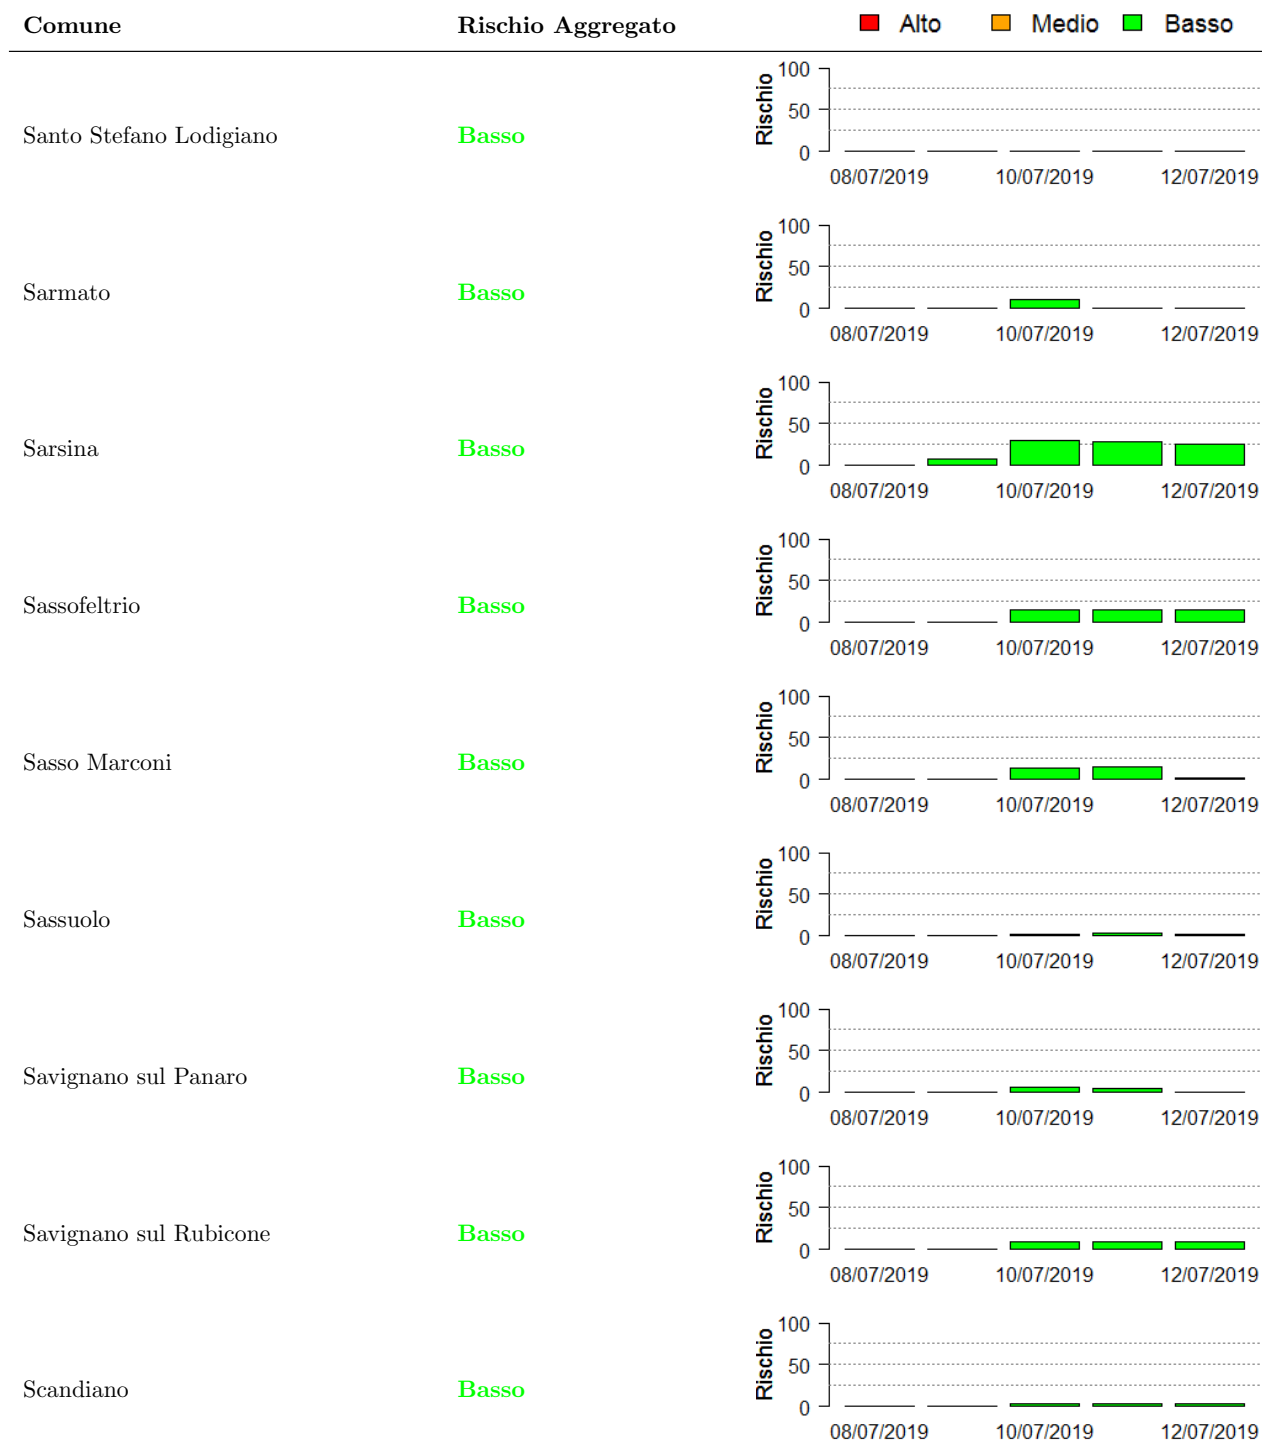 Comune Rischio Aggregato Alto Medio Basso
100
50
0
Rischio
Santo Stefano Lodigiano Basso
08/07/2019 10/07/2019 12/07/2019
100
50
0
Rischio
Sarmato Basso
08/07/2019 10/07/2019 12/07/2019
100
50
0
Rischio
Sarsina Basso
08/07/2019 10/07/2019 12/07/2019
100
50
0
Rischio
Sassofeltrio Basso
08/07/2019 10/07/2019 12/07/2019
100
50
0
Rischio
Sasso Marconi Basso
08/07/2019 10/07/2019 12/07/2019
100
50
0
Rischio
Sassuolo Basso
08/07/2019 10/07/2019 12/07/2019
100
50
0
Rischio
Savignano sul Panaro Basso
08/07/2019 10/07/2019 12/07/2019
100
50
0
Rischio
Savignano sul Rubicone Basso
08/07/2019 10/07/2019 12/07/2019
100
50
0
Rischio
Scandiano Basso
08/07/2019 10/07/2019 12/07/2019